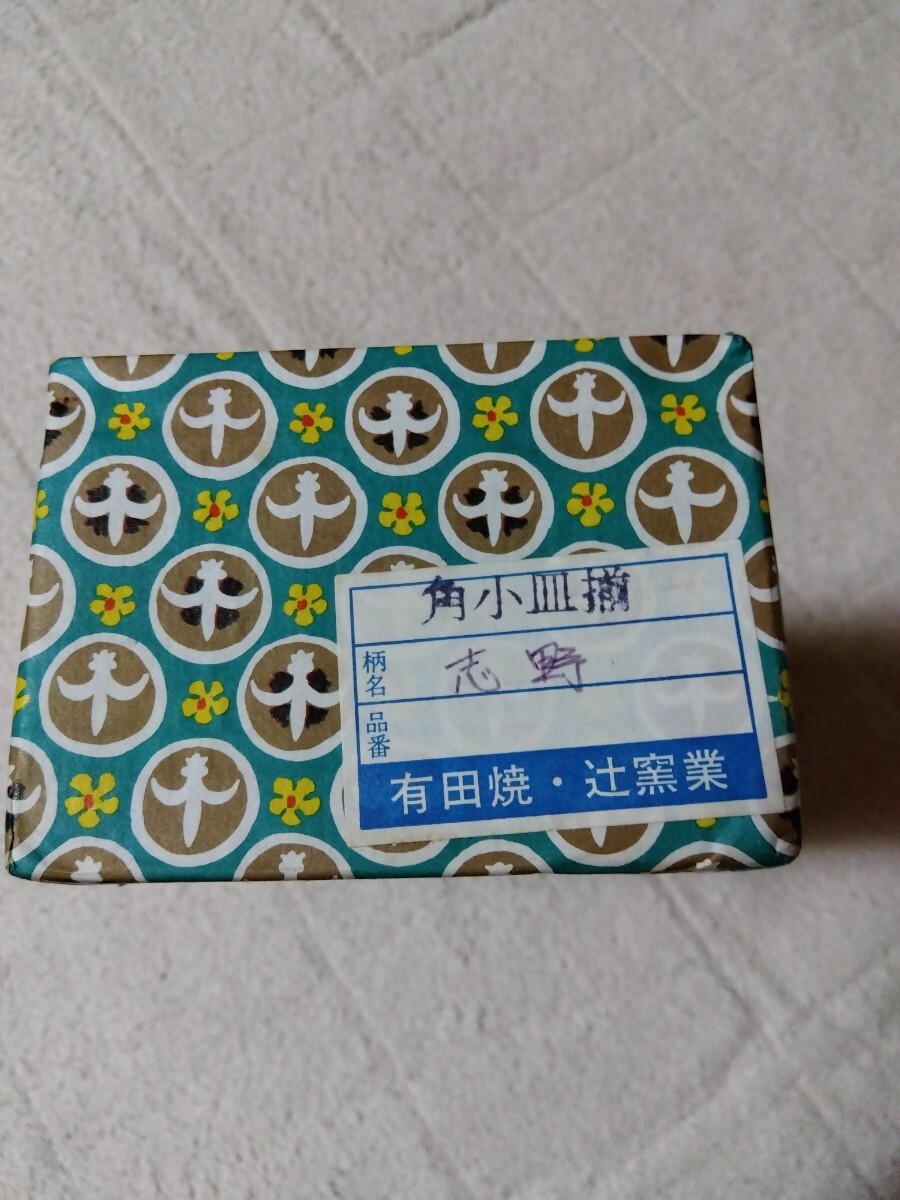 角小皿揃
柄名 志野
品番
有田焼・辻窯業